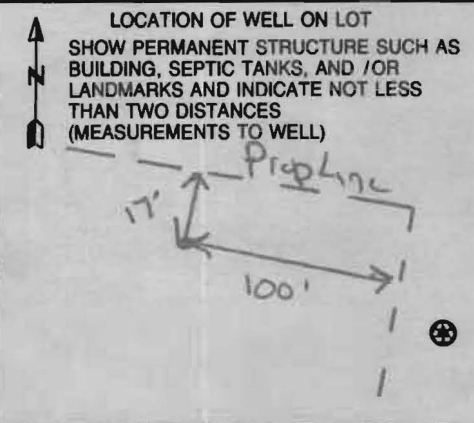 LOCATION OF WELL ON LOT
SHOW PERMANENT STRUCTURE SUCH AS
BUILDING, SEPTIC TANKS, AND /OR
LANDMARKS AND INDICATE NOT LESS
THAN TWO DISTANCES
(MEASUREMENTS TO WELL)
N
Prop Line
17'
100'